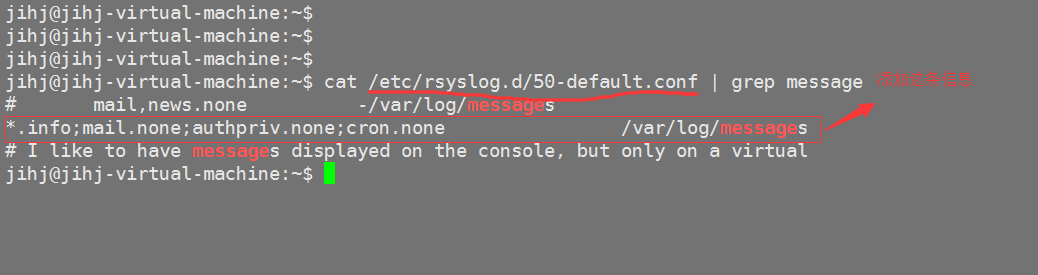 jihj@jihj-virtual-machine:~$
jihj@jihj-virtual-machine:~$
jihj@jihj-virtual-machine:~$
jihj@jihj-virtual-machine:~$ cat /etc/rsyslog.d/50-default.conf | grep message
#       mail,news.none          -/var/log/messages
*.info;mail.none;authpriv.none;cron.none                /var/log/messages
# I like to have messages displayed on the console, but only on a virtual
jihj@jihj-virtual-machine:~$